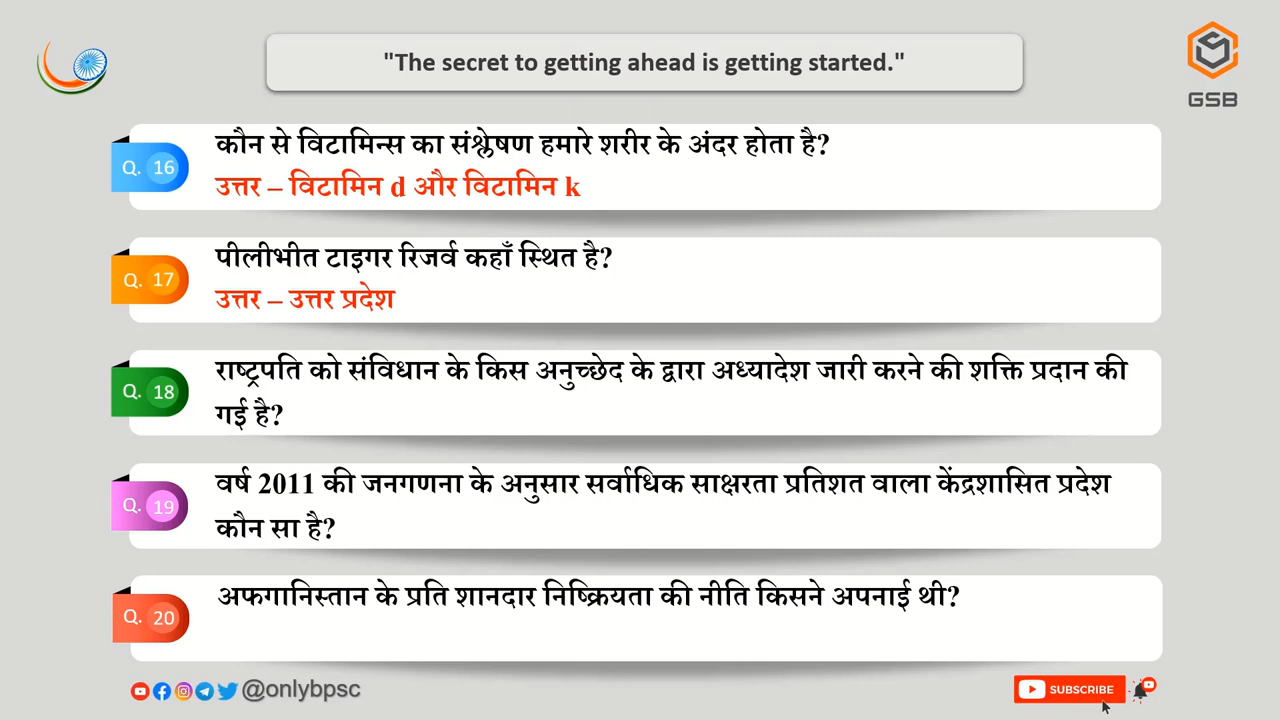 "The secret to getting ahead is getting started."
GSB
Q. 16
कौन से विटामिन्स का संश्लेषण हमारे शरीर के अंदर होता है?
उत्तर – विटामिन d और विटामिन k
Q. 17
पीलीभीत टाइगर रिजर्व कहाँ स्थित है?
उत्तर – उत्तर प्रदेश
Q. 18
राष्ट्रपति को संविधान के किस अनुच्छेद के द्वारा अध्यादेश जारी करने की शक्ति प्रदान की
गई है?
Q. 19
वर्ष 2011 की जनगणना के अनुसार सर्वाधिक साक्षरता प्रतिशत वाला केंद्रशासित प्रदेश
कौन सा है?
Q. 20
अफगानिस्तान के प्रति शानदार निष्क्रियता की नीति किसने अपनाई थी?
@onlybpsc
SUBSCRIBE